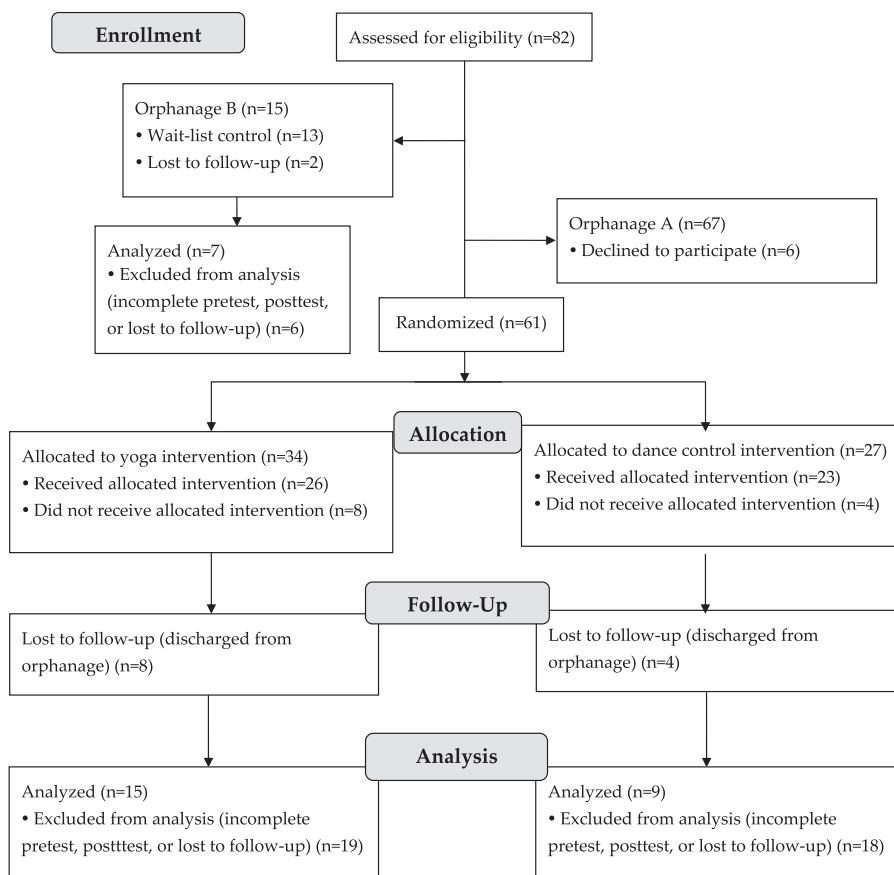 Enrollment
Assessed for eligibility (n=82)
Orphanage B (n=15)
• Wait-list control (n=13)
• Lost to follow-up (n=2)
Analyzed (n=7)
• Excluded from analysis
(incomplete pretest, posttest,
or lost to follow-up) (n=6)
Orphanage A (n=67)
• Declined to participate (n=6)
Randomized (n=61)
Allocation
Allocated to yoga intervention (n=34)
• Received allocated intervention (n=26)
• Did not receive allocated intervention (n=8)
Allocated to dance control intervention (n=27)
• Received allocated intervention (n=23)
• Did not receive allocated intervention (n=4)
Follow-Up
Lost to follow-up (discharged from
orphanage) (n=8)
Lost to follow-up (discharged from
orphanage) (n=4)
Analysis
Analyzed (n=15)
• Excluded from analysis (incomplete
pretest, postttest, or lost to follow-up) (n=19)
Analyzed (n=9)
• Excluded from analysis (incomplete
pretest, posttest, or lost to follow-up) (n=18)